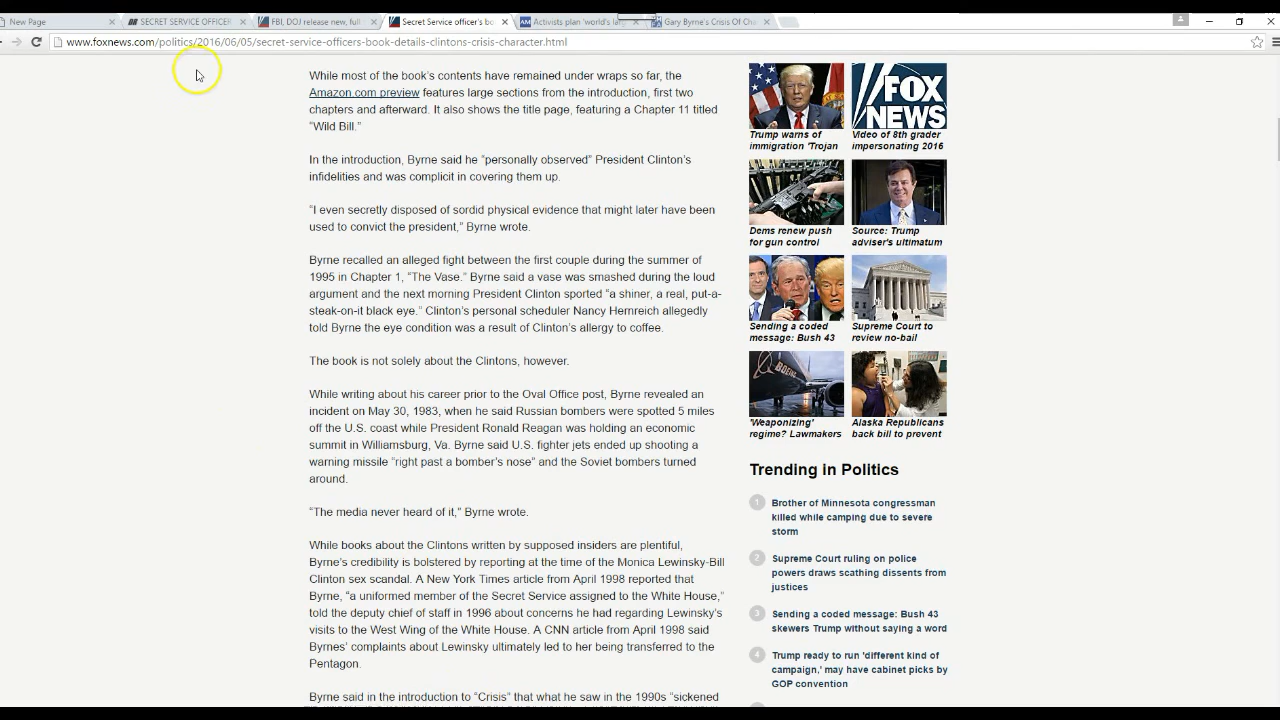 New Page
SECRET SERVICE OFFICER
FBI, DOJ release new, full
Secret Service officer's bo
Activists plan 'world's larg
Gary Byrne's Crisis Of Cha
www.foxnews.com/politics/2016/06/05/secret-service-officers-book-details-clintons-crisis-character.html
While most of the book's contents have remained under wraps so far, the
Amazon.com preview features large sections from the introduction, first two
chapters and afterward. It also shows the title page, featuring a Chapter 11 titled
“Wild Bill.”
In the introduction, Byrne said he “personally observed” President Clinton's
infidelities and was complicit in covering them up.
“I even secretly disposed of sordid physical evidence that might later have been
used to convict the president,” Byrne wrote.
Byrne recalled an alleged fight between the first couple during the summer of
1995 in Chapter 1, “The Vase.” Byrne said a vase was smashed during the loud
argument and the next morning President Clinton sported “a shiner, a real, put-a-
steak-on-it black eye.” Clinton's personal scheduler Nancy Hernreich allegedly
told Byrne the eye condition was a result of Clinton's allergy to coffee.
The book is not solely about the Clintons, however.
While writing about his career prior to the Oval Office post, Byrne revealed an
incident on May 30, 1983, when he said Russian bombers were spotted 5 miles
off the U.S. coast while President Ronald Reagan was holding an economic
summit in Williamsburg, Va. Byrne said U.S. fighter jets ended up shooting a
warning missile “right past a bomber's nose” and the Soviet bombers turned
around.
“The media never heard of it,” Byrne wrote.
While books about the Clintons written by supposed insiders are plentiful,
Byrne's credibility is bolstered by reporting at the time of the Monica Lewinsky-Bill
Clinton sex scandal. A New York Times article from April 1998 reported that
Byrne, “a uniformed member of the Secret Service assigned to the White House,”
told the deputy chief of staff in 1996 about concerns he had regarding Lewinsky's
visits to the West Wing of the White House. A CNN article from April 1998 said
Byrnes' complaints about Lewinsky ultimately led to her being transferred to the
Pentagon.
Byrne said in the introduction to “Crisis” that what he saw in the 1990s “sickened
FOX
NEWS
Trump warns of
immigration 'Trojan
Video of 8th grader
impersonating 2016
Dems renew push
for gun control
Source: Trump
adviser's ultimatum
Sending a coded
message: Bush 43
Supreme Court to
review no-bail
BOEING
'Weaponizing'
regime? Lawmakers
Alaska Republicans
back bill to prevent
Trending in Politics
1 Brother of Minnesota congressman
killed while camping due to severe
storm
2 Supreme Court ruling on police
powers draws scathing dissents from
justices
3 Sending a coded message: Bush 43
skewers Trump without saying a word
4 Trump ready to run 'different kind of
campaign,' may have cabinet picks by
GOP convention